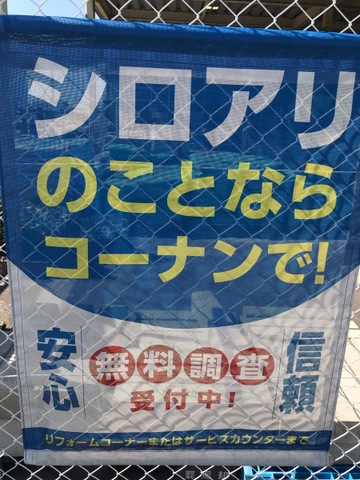 シロアリ
のことなら
コーナンで!
安心
無料調査
受付中!
信頼
リフォームコーナーまたはサービスカウンターまで